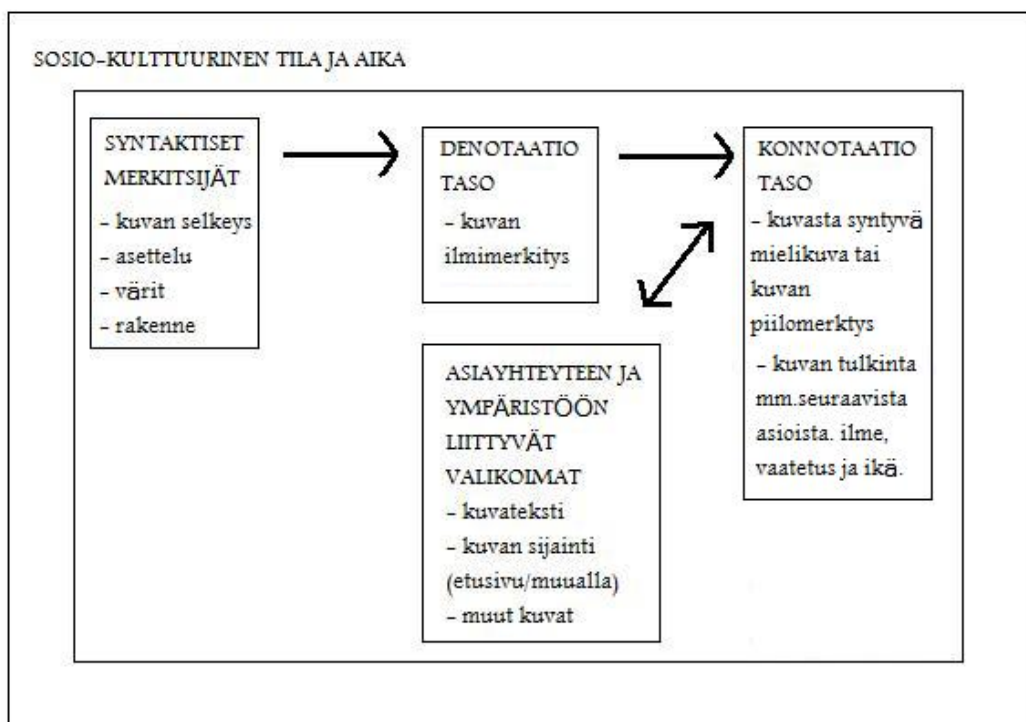 SOSIO-KULTTUURINEN TILA JA AIKA
SYNTAKTISET
MERKITSIJÄT
- kuvan selkeys
- asettelu
- värit
- rakenne
DENOTAATIO
TASO
- kuvan
ilmimerkitys
KONNOTAATIO
TASO
- kuvasta syntyvä
mielikuva tai
kuvan
piilomerktys
- kuvan tulkinta
mm.seuraavista
asioista. ilme,
vaatetus ja ikä.
ASIAYHTEYTEEN JA
YMPÄRISTÖÖN
LIITTYVÄT
VALIKOIMAT
- kuvateksti
- kuvan sijainti
(etusivu/muualla)
- muut kuvat